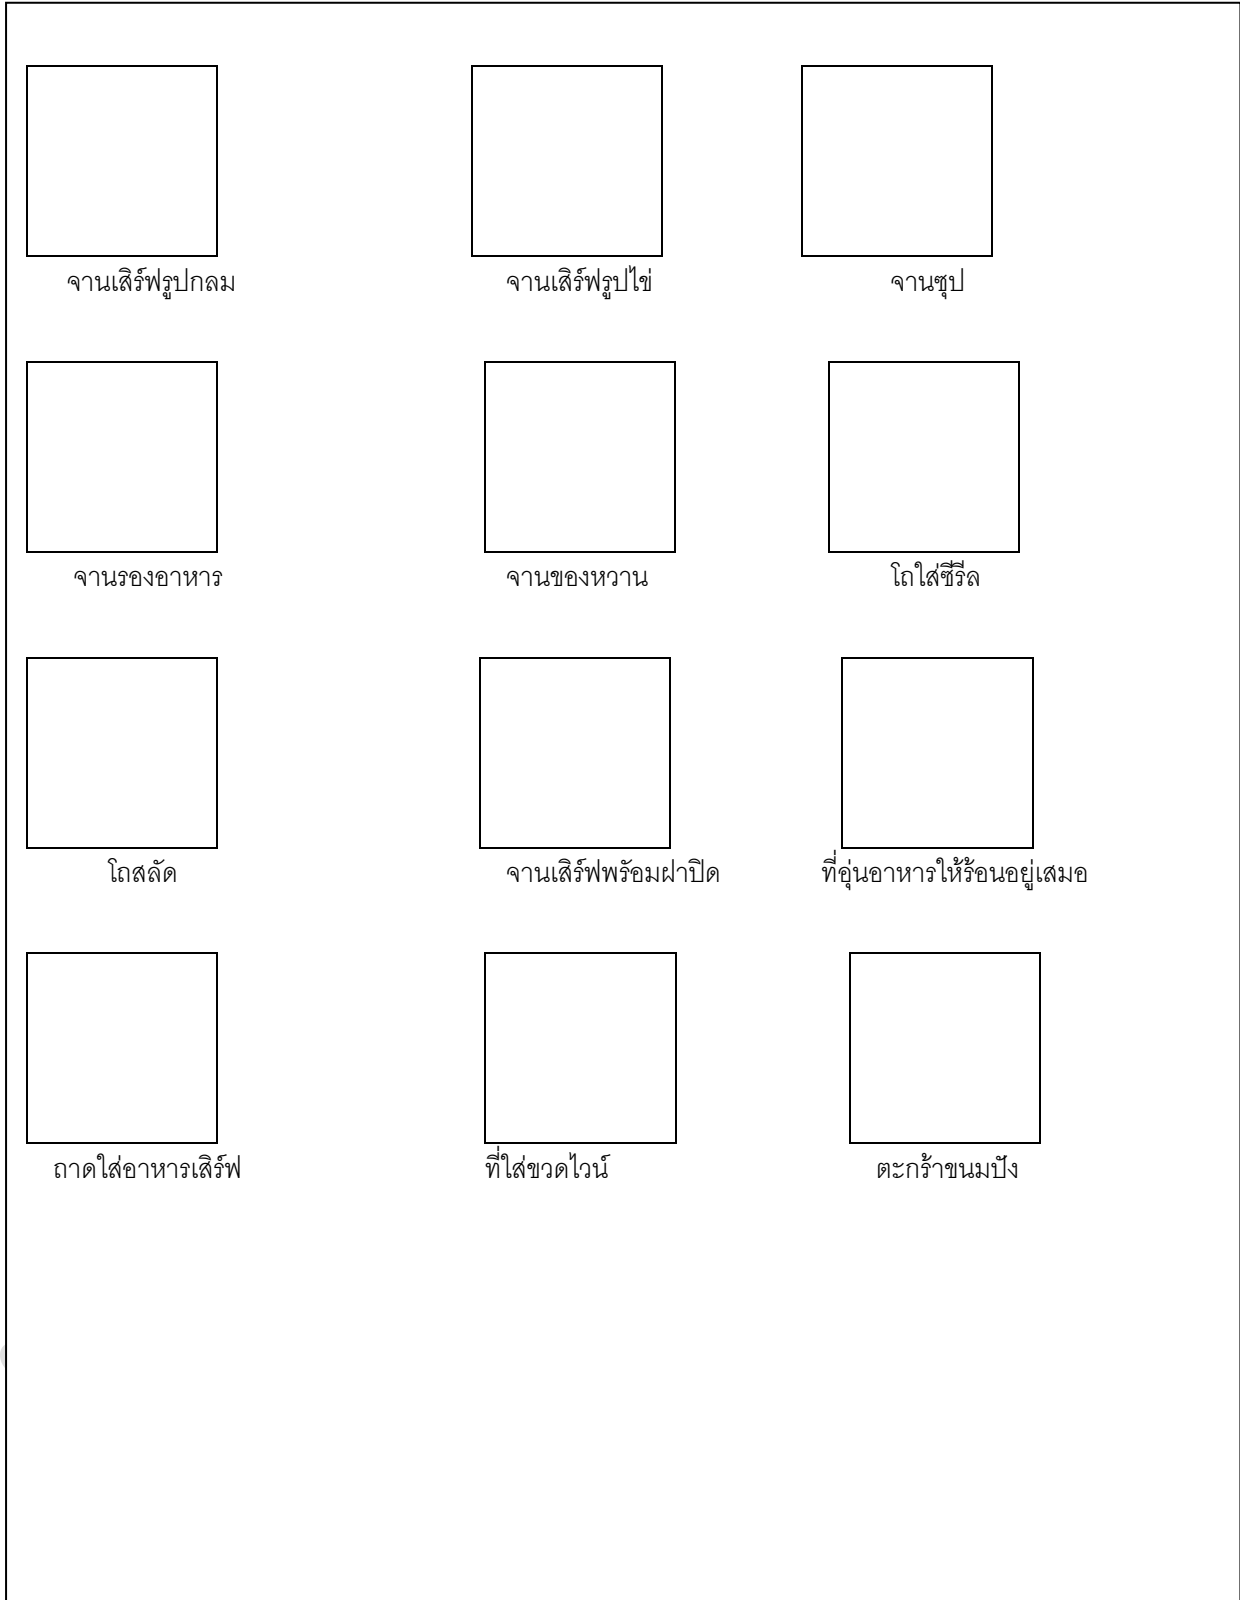 จานเสิร์ฟรูปกลม จานเสิร์ฟรูปไข่ จานซุป
จานรองอาหาร จานของหวาน โถใส่ซีรีล
โถสลัด จานเสิร์ฟพร้อมฝาปิด ที่อุ่นอาหารให้ร้อนอยู่เสมอ
ถาดใส่อาหารเสิร์ฟ ที่ใส่ขวดไวน์ ตะกร้าขนมปัง